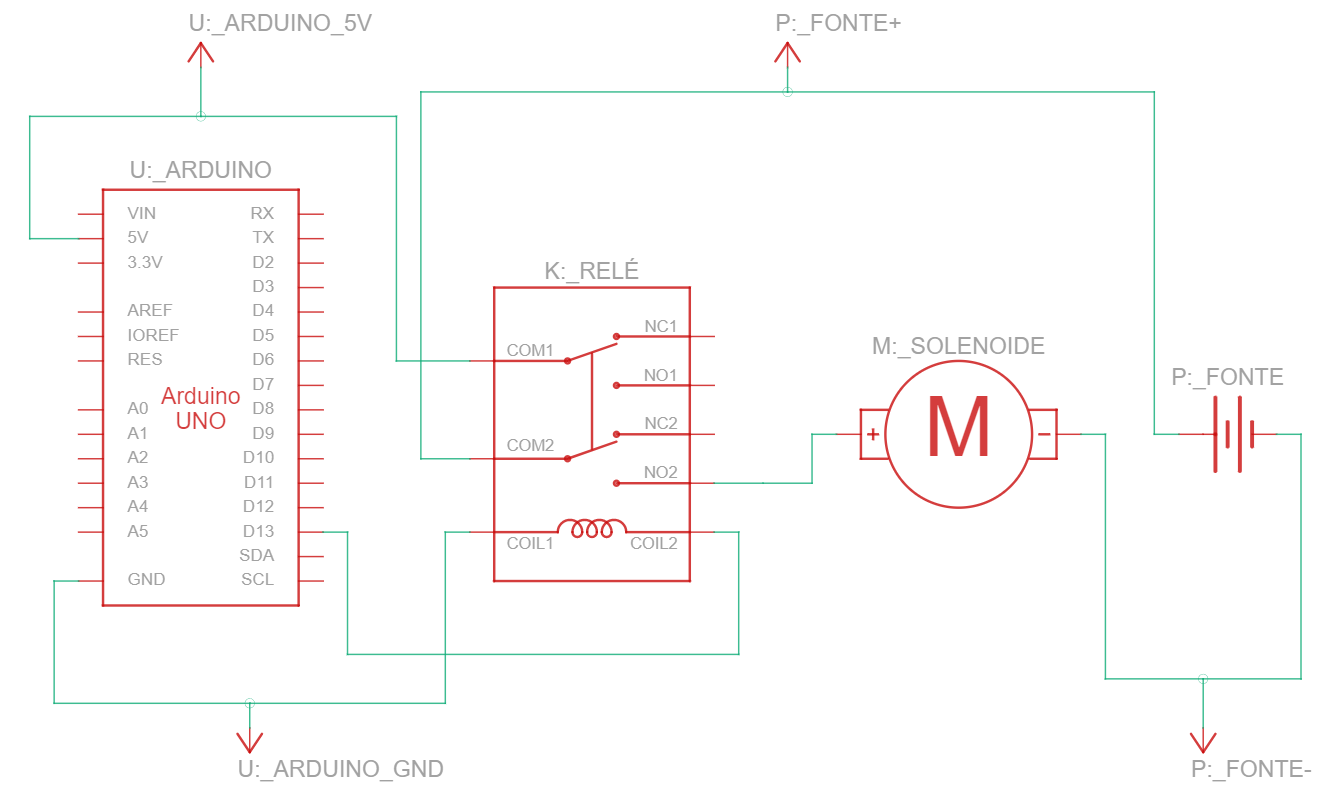 U:_ARDUINO_5V
P:_FONTE+
U:_ARDUINO
VIN
RX
5V
TX
3.3V
D2
D3
AREF
D4
IOREF
D5
RES
D6
D7
Arduino
UNO
A0
D8
A1
D9
A2
D10
A3
D11
A4
D12
A5
D13
SDA
GND
SCL
K:_RELÉ
NC1
COM1
NO1
NC2
COM2
NO2
COIL1
COIL2
M:_SOLENOIDE
+
M
−
P:_FONTE
U:_ARDUINO_GND
P:_FONTE-